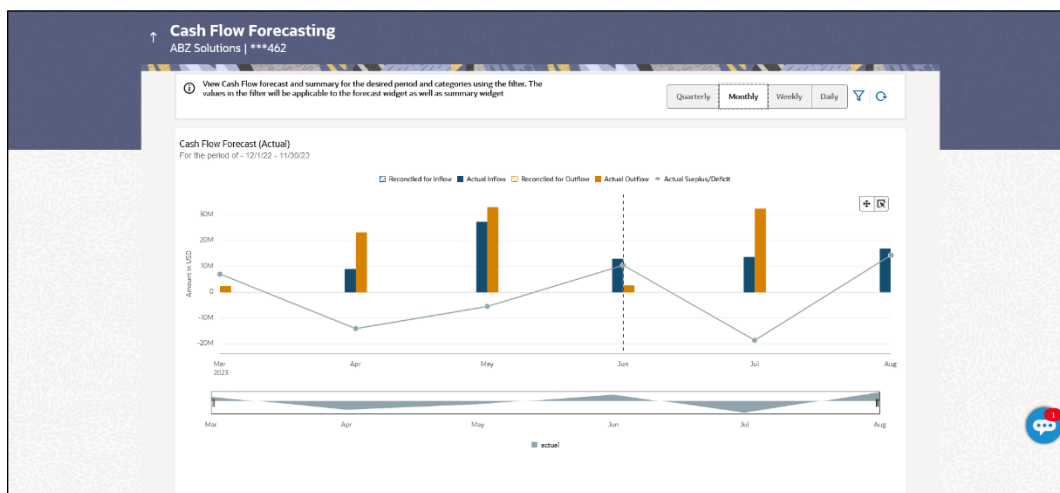 Cash Flow Forecasting
ABZ Solutions | ***462
View Cash Flow forecast and summary for the desired period and categories using the filter. The
values in the filter will be applicable to the forecast widget as well as summary widget
Quarterly Monthly Weekly Daily
Cash Flow Forecast (Actual)
For the period of - 12/1/22 - 11/30/23
Reconciled for Inflow Actual Inflow Reconciled for Outflow Actual Outflow Actual Surplus/Deficit
Amount in USD
30M
20M
10M
0
-10M
-20M
Mar Apr May Jun Jul Aug
2023
Mar Apr May Jun Jul Aug
actual
1